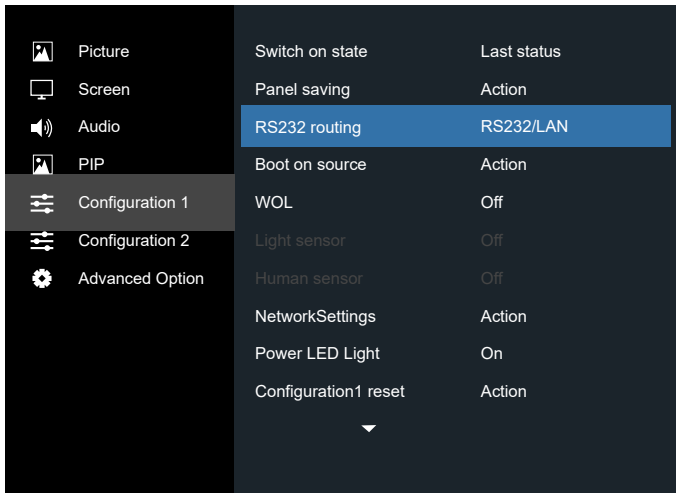 Picture
Screen
Audio
PIP
Configuration 1
Configuration 2
Advanced Option
Switch on state Last status
Panel saving Action
RS232 routing RS232/LAN
Boot on source Action
WOL Off
Light sensor Off
Human sensor Off
NetworkSettings Action
Power LED Light On
Configuration1 reset Action